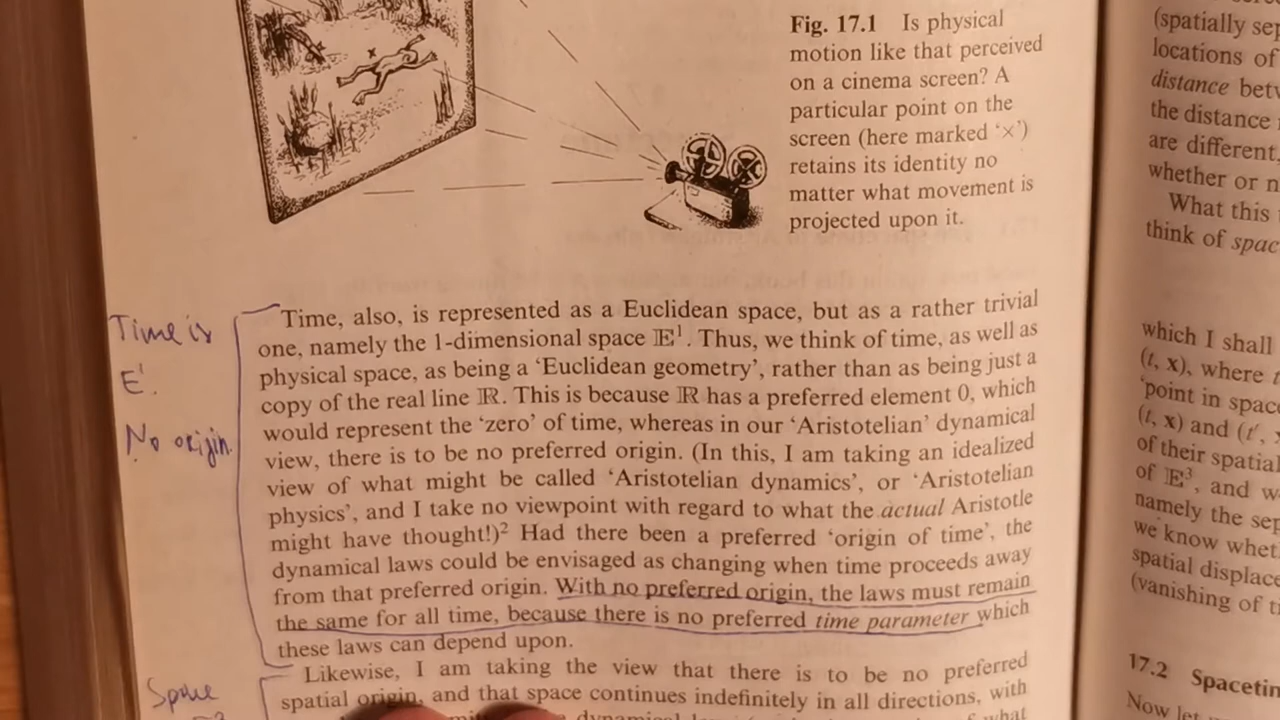 Fig. 17.1 Is physical
motion like that perceived
on a cinema screen? A
particular point on the
screen (here marked ‘×’)
retains its identity no
matter what movement is
projected upon it.
Time is
E¹.
No origin.
Time, also, is represented as a Euclidean space, but as a rather trivial
one, namely the 1-dimensional space 𝔼¹. Thus, we think of time, as well as
physical space, as being a ‘Euclidean geometry’, rather than as being just a
copy of the real line ℝ. This is because ℝ has a preferred element 0, which
would represent the ‘zero’ of time, whereas in our ‘Aristotelian’ dynamical
view, there is to be no preferred origin. (In this, I am taking an idealized
view of what might be called ‘Aristotelian dynamics’, or ‘Aristotelian
physics’, and I take no viewpoint with regard to what the actual Aristotle
might have thought!)² Had there been a preferred ‘origin of time’, the
dynamical laws could be envisaged as changing when time proceeds away
from that preferred origin. With no preferred origin, the laws must remain
the same for all time, because there is no preferred time parameter which
these laws can depend upon.
Space
Likewise, I am taking the view that there is to be no preferred
spatial origin, and that space continues indefinitely in all directions, with
what
(spatially
locations of
distance
the distance
are different.
whether or
What this
think of
which I shall
(t, x), where
‘point in
(t, x) and
of their
of 𝔼³, and
namely the
we know
spatial
(vanishing of
17.2
Now let